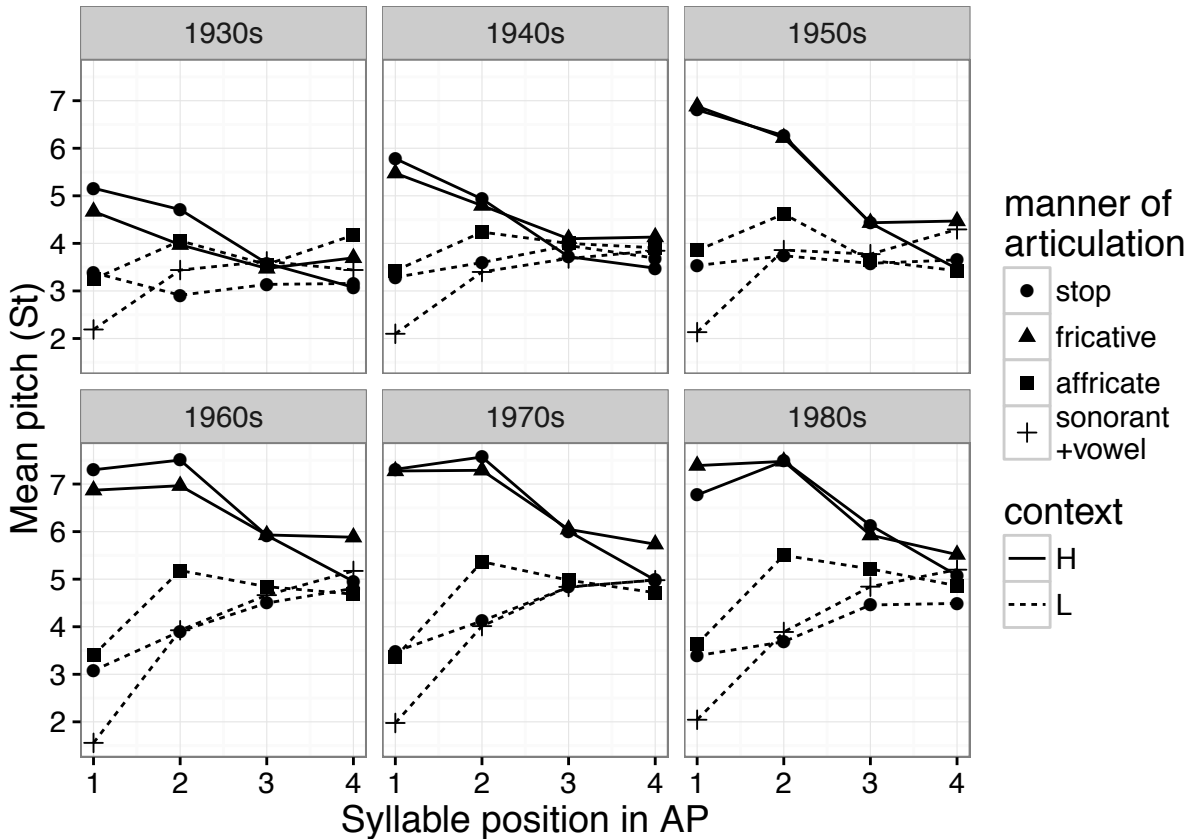 1930s
1940s
1950s
7
6
5
4
3
2
1960s
1970s
1980s
7
6
5
4
3
2
1 2 3 4
1 2 3 4
1 2 3 4
Mean pitch (St)
Syllable position in AP
manner of
articulation
stop
fricative
affricate
sonorant
+vowel
context
H
L